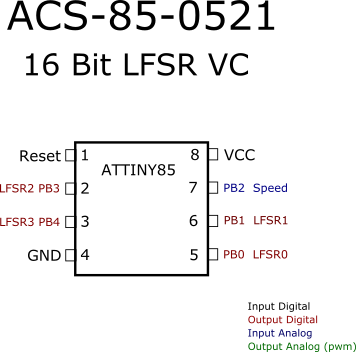 ACS-85-0521
16 Bit LFSR VC
Reset 1 8 VCC
ATTINY85
LFSR2 PB3 2 7 PB2 Speed
LFSR3 PB4 3 6 PB1 LFSR1
GND 4 5 PB0 LFSR0
Input Digital
Output Digital
Input Analog
Output Analog (pwm)